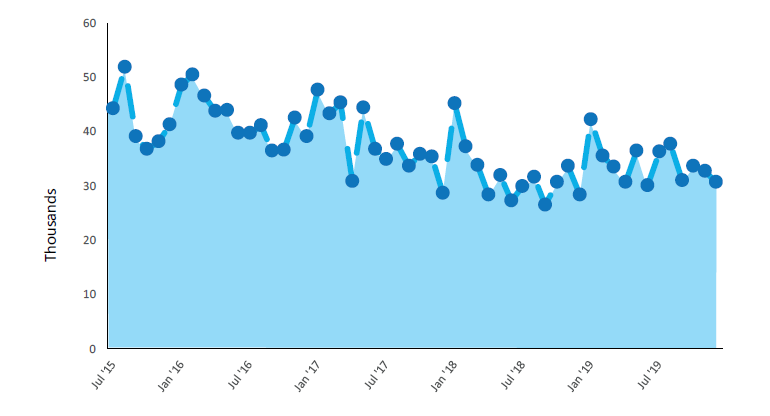 60
50
40
30
20
10
0
Thousands
Jul '15
Jan '16
Jul '16
Jan '17
Jul '17
Jan '18
Jul '18
Jan '19
Jul '19